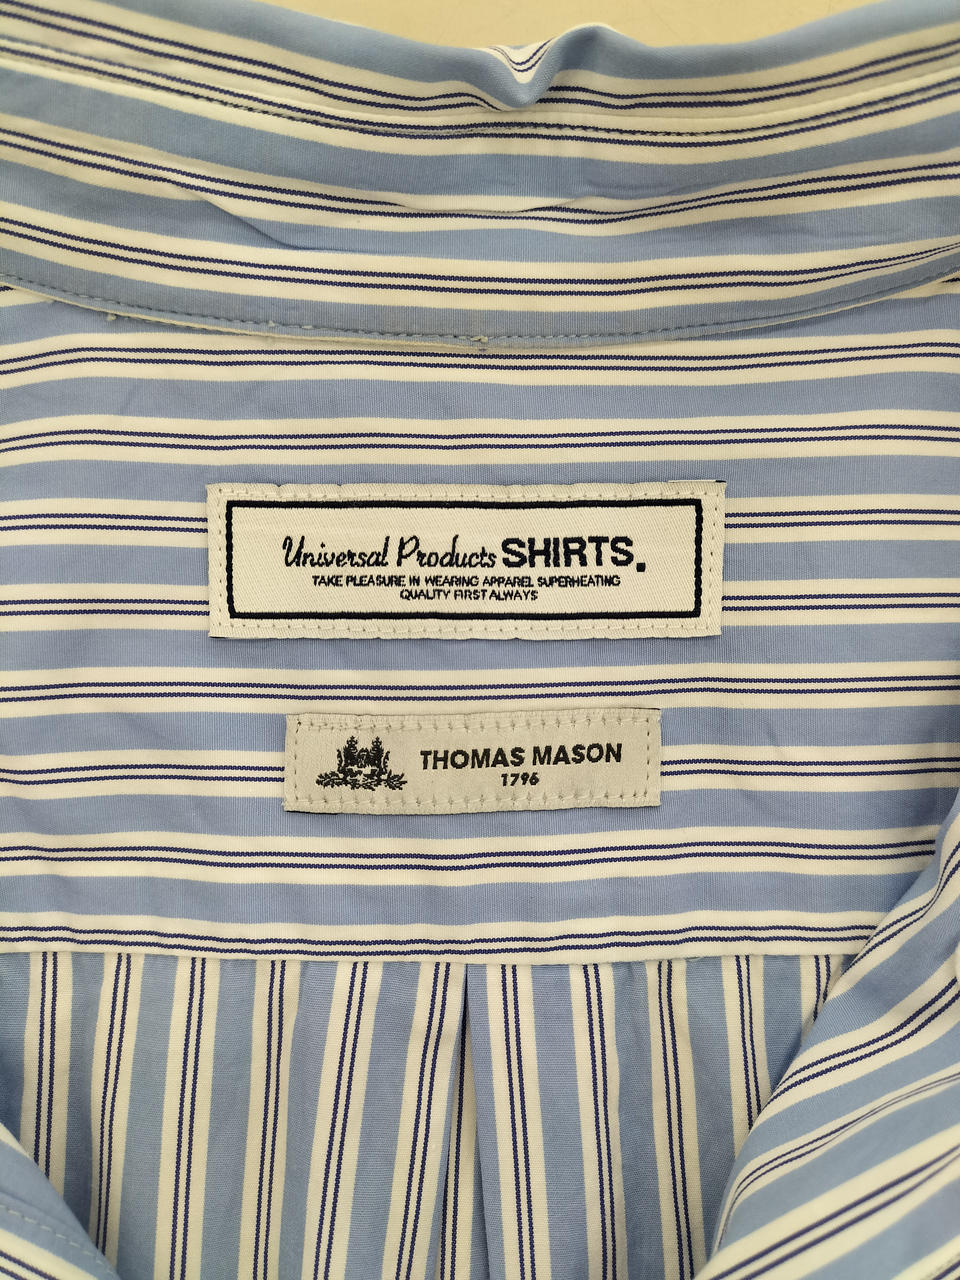 Universal Products SHIRTS.
TAKE PLEASURE IN WEARING APPAREL SUPERHEATING
QUALITY FIRST ALWAYS
THOMAS MASON
1796